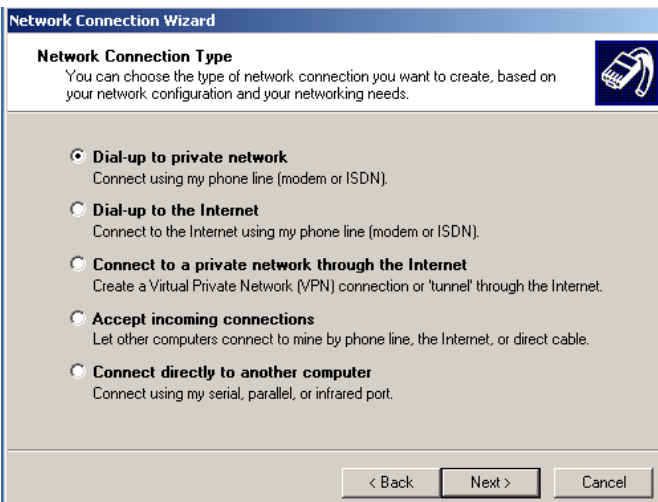 Network Connection Wizard
Network Connection Type
You can choose the type of network connection you want to create, based on
your network configuration and your networking needs.
Dial-up to private network
Connect using my phone line (modem or ISDN).
Dial-up to the Internet
Connect to the Internet using my phone line (modem or ISDN).
Connect to a private network through the Internet
Create a Virtual Private Network (VPN) connection or 'tunnel' through the Internet.
Accept incoming connections
Let other computers connect to mine by phone line, the Internet, or direct cable.
Connect directly to another computer
Connect using my serial, parallel, or infrared port.
< Back Next > Cancel